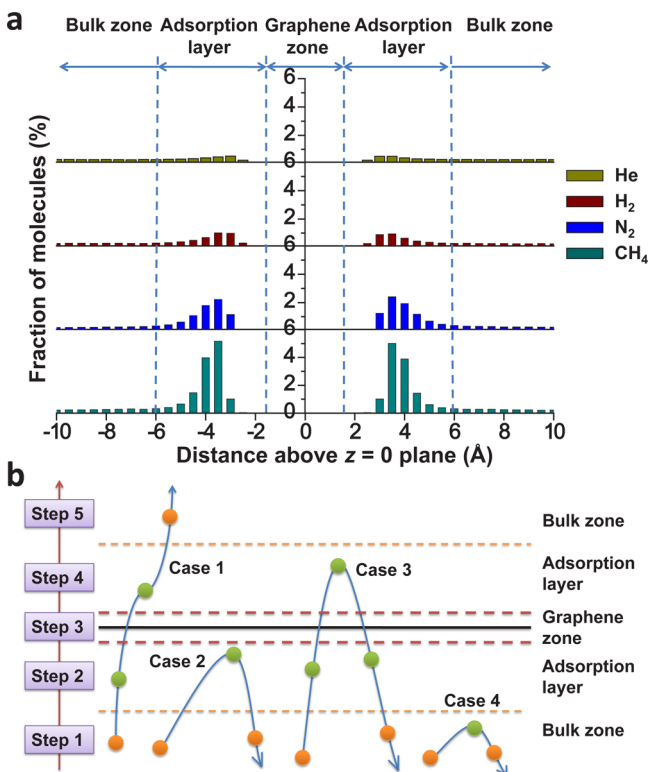 a
Bulk zone
Adsorption
layer
Graphene
zone
Adsorption
layer
Bulk zone
Fraction of molecules (%)
6
4
2
6
4
2
6
4
2
6
4
2
0
He
H₂
N₂
CH₄
-10 -8 -6 -4 -2 0 2 4 6 8 10
Distance above z = 0 plane (Å)
b
Step 5
Step 4
Step 3
Step 2
Step 1
Case 1
Case 2
Case 3
Case 4
Bulk zone
Adsorption
layer
Graphene
zone
Adsorption
layer
Bulk zone